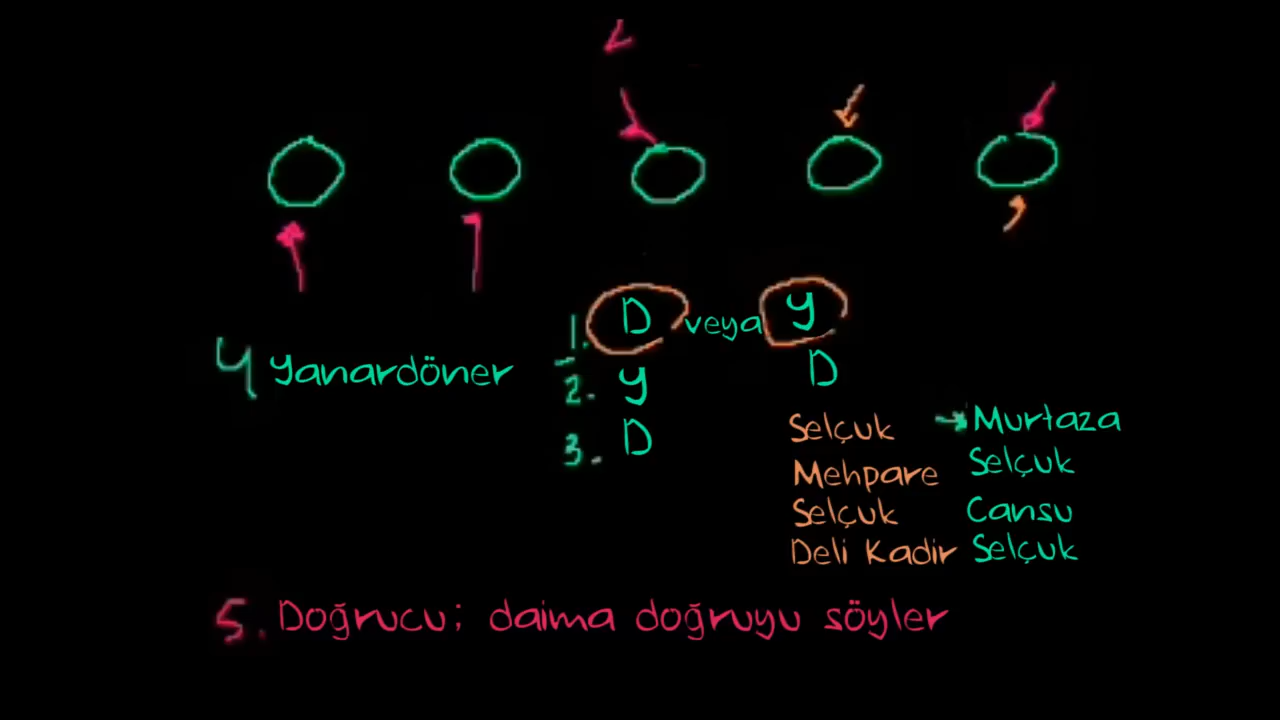 1. D veya y
4 yanardöner
2. y D
3. D
Selçuk → Murtaza
Mehpare Selçuk
Selçuk Cansu
Deli Kadir Selçuk
5. Doğrucu; daima doğruyu söyler